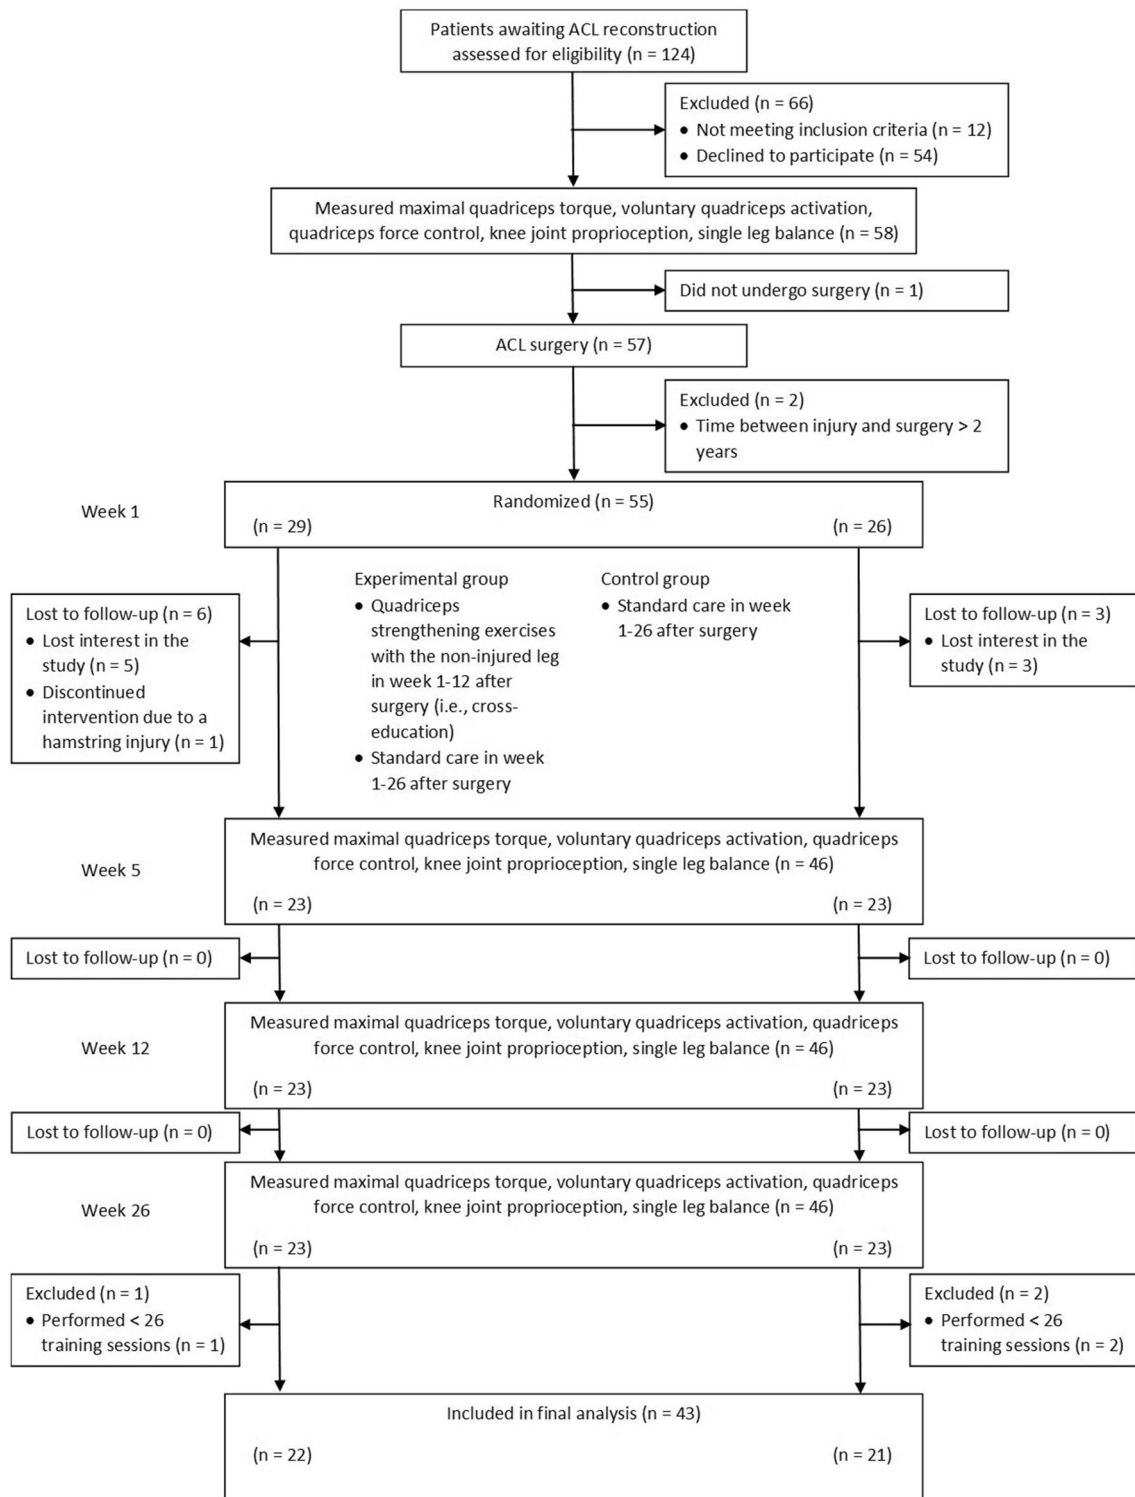 Patients awaiting ACL reconstruction
assessed for eligibility (n = 124)
Excluded (n = 66)
• Not meeting inclusion criteria (n = 12)
• Declined to participate (n = 54)
Measured maximal quadriceps torque, voluntary quadriceps activation,
quadriceps force control, knee joint proprioception, single leg balance (n = 58)
Did not undergo surgery (n = 1)
ACL surgery (n = 57)
Excluded (n = 2)
• Time between injury and surgery > 2
years
Week 1
Randomized (n = 55)
(n = 29)
(n = 26)
Lost to follow-up (n = 6)
• Lost interest in the
study (n = 5)
• Discontinued
intervention due to a
hamstring injury (n = 1)
Experimental group
• Quadriceps
strengthening exercises
with the non-injured leg
in week 1-12 after
surgery (i.e., cross-
education)
• Standard care in week
1-26 after surgery
Control group
• Standard care in week
1-26 after surgery
Lost to follow-up (n = 3)
• Lost interest in the
study (n = 3)
Week 5
Measured maximal quadriceps torque, voluntary quadriceps activation, quadriceps
force control, knee joint proprioception, single leg balance (n = 46)
(n = 23)
(n = 23)
Lost to follow-up (n = 0)
Lost to follow-up (n = 0)
Week 12
Measured maximal quadriceps torque, voluntary quadriceps activation, quadriceps
force control, knee joint proprioception, single leg balance (n = 46)
(n = 23)
(n = 23)
Lost to follow-up (n = 0)
Lost to follow-up (n = 0)
Week 26
Measured maximal quadriceps torque, voluntary quadriceps activation, quadriceps
force control, knee joint proprioception, single leg balance (n = 46)
(n = 23)
(n = 23)
Excluded (n = 1)
• Performed < 26
training sessions (n = 1)
Excluded (n = 2)
• Performed < 26
training sessions (n = 2)
Included in final analysis (n = 43)
(n = 22)
(n = 21)